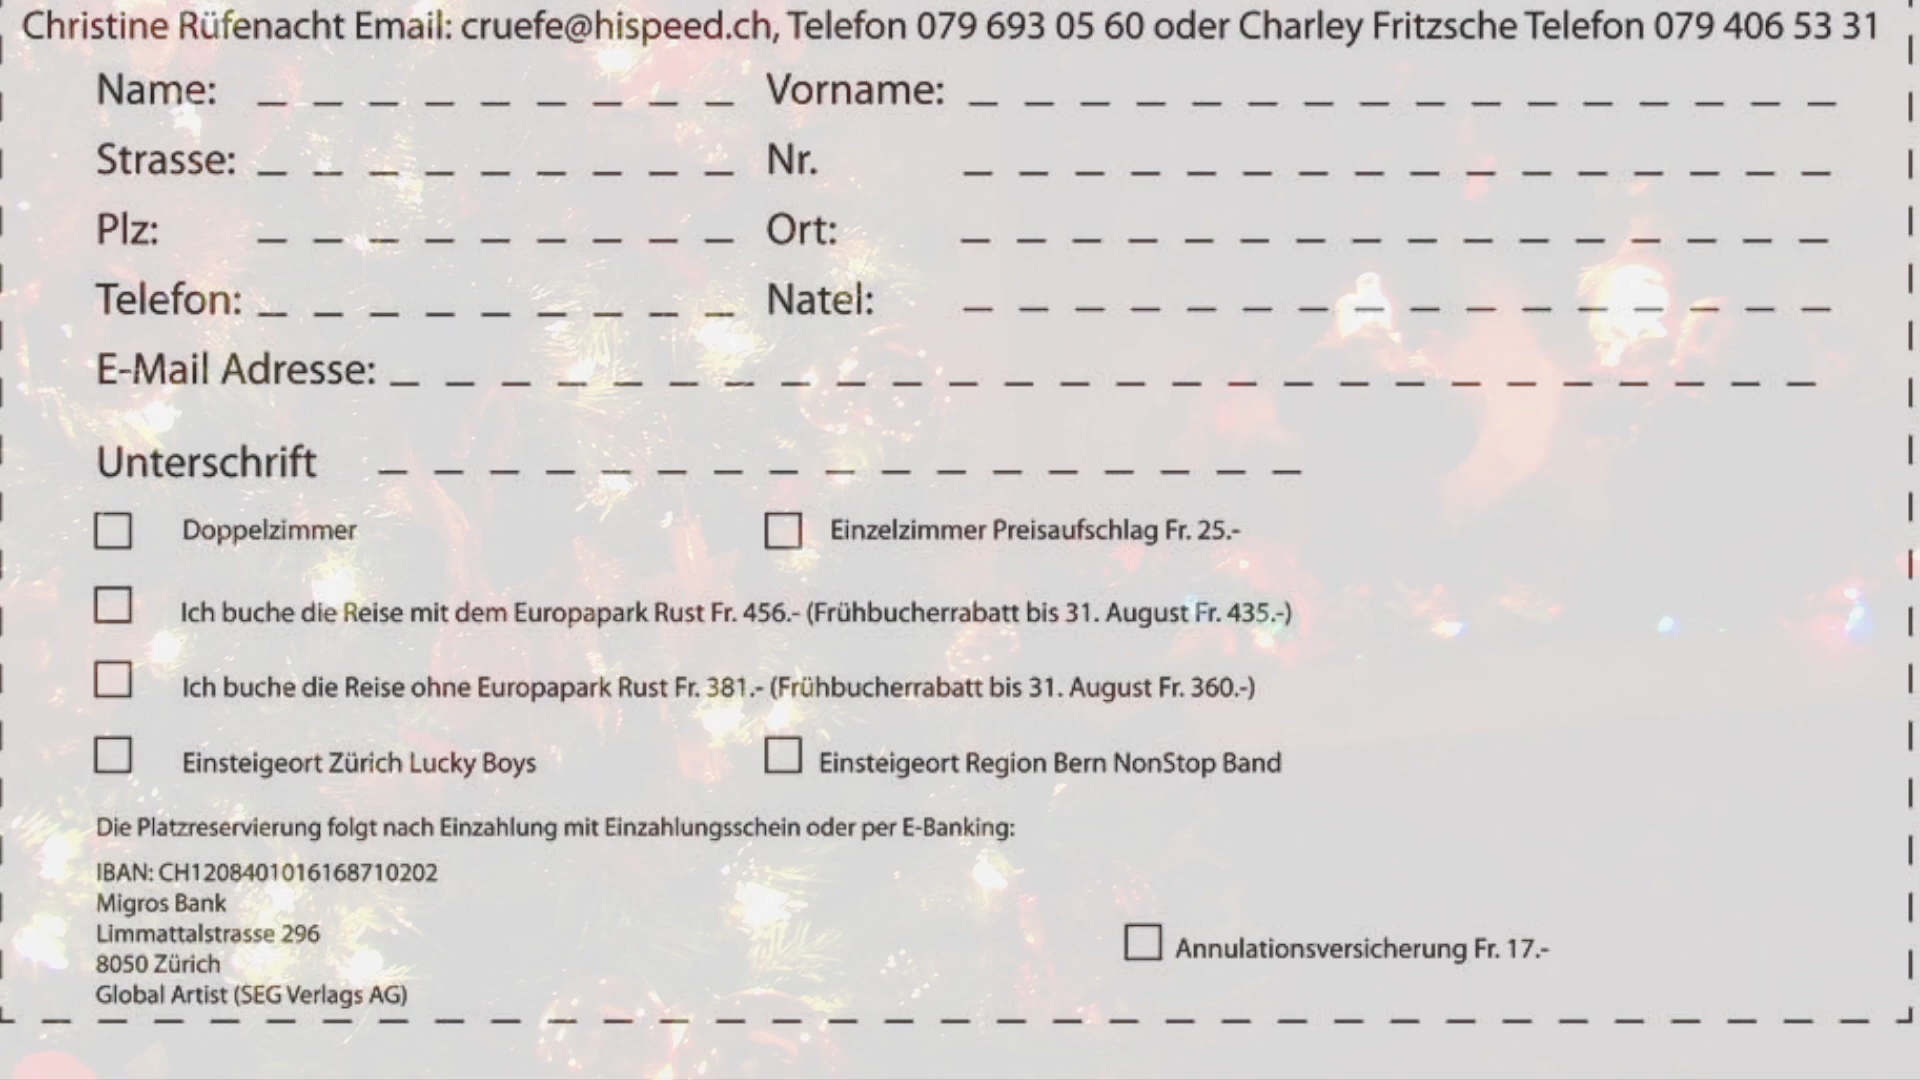 Christine Rüfenacht Email: cruefe@hispeed.ch, Telefon 079 693 05 60 oder Charley Fritzsche Telefon 079 406 53 31
Name: _ _ _ _ _ _ _ _ _ Vorname: _ _ _ _ _ _ _ _ _ _ _ _ _ _ _ _
Strasse: _ _ _ _ _ _ _ _ _ Nr. _ _ _ _ _ _ _ _ _ _ _ _ _ _ _ _
Plz: _ _ _ _ _ _ _ _ _ Ort: _ _ _ _ _ _ _ _ _ _ _ _ _ _ _ _
Telefon: _ _ _ _ _ _ _ _ _ Natel: _ _ _ _ _ _ _ _ _ _ _ _ _ _ _ _
E-Mail Adresse: _ _ _ _ _ _ _ _ _ _ _ _ _ _ _ _ _ _ _ _ _ _ _ _ _ _
Unterschrift _ _ _ _ _ _ _ _ _ _ _ _ _ _ _ _ _
☐ Doppelzimmer ☐ Einzelzimmer Preisaufschlag Fr. 25.-
☐ Ich buche die Reise mit dem Europapark Rust Fr. 456.- (Frühbucherrabatt bis 31. August Fr. 435.-)
☐ Ich buche die Reise ohne Europapark Rust Fr. 381.- (Frühbucherrabatt bis 31. August Fr. 360.-)
☐ Einsteigeort Zürich Lucky Boys ☐ Einsteigeort Region Bern NonStop Band
Die Platzreservierung folgt nach Einzahlung mit Einzahlungsschein oder per E-Banking:
IBAN: CH1208401016168710202
Migros Bank
Limmattalstrasse 296
8050 Zürich
Global Artist (SEG Verlags AG)
☐ Annulationsversicherung Fr. 17.-